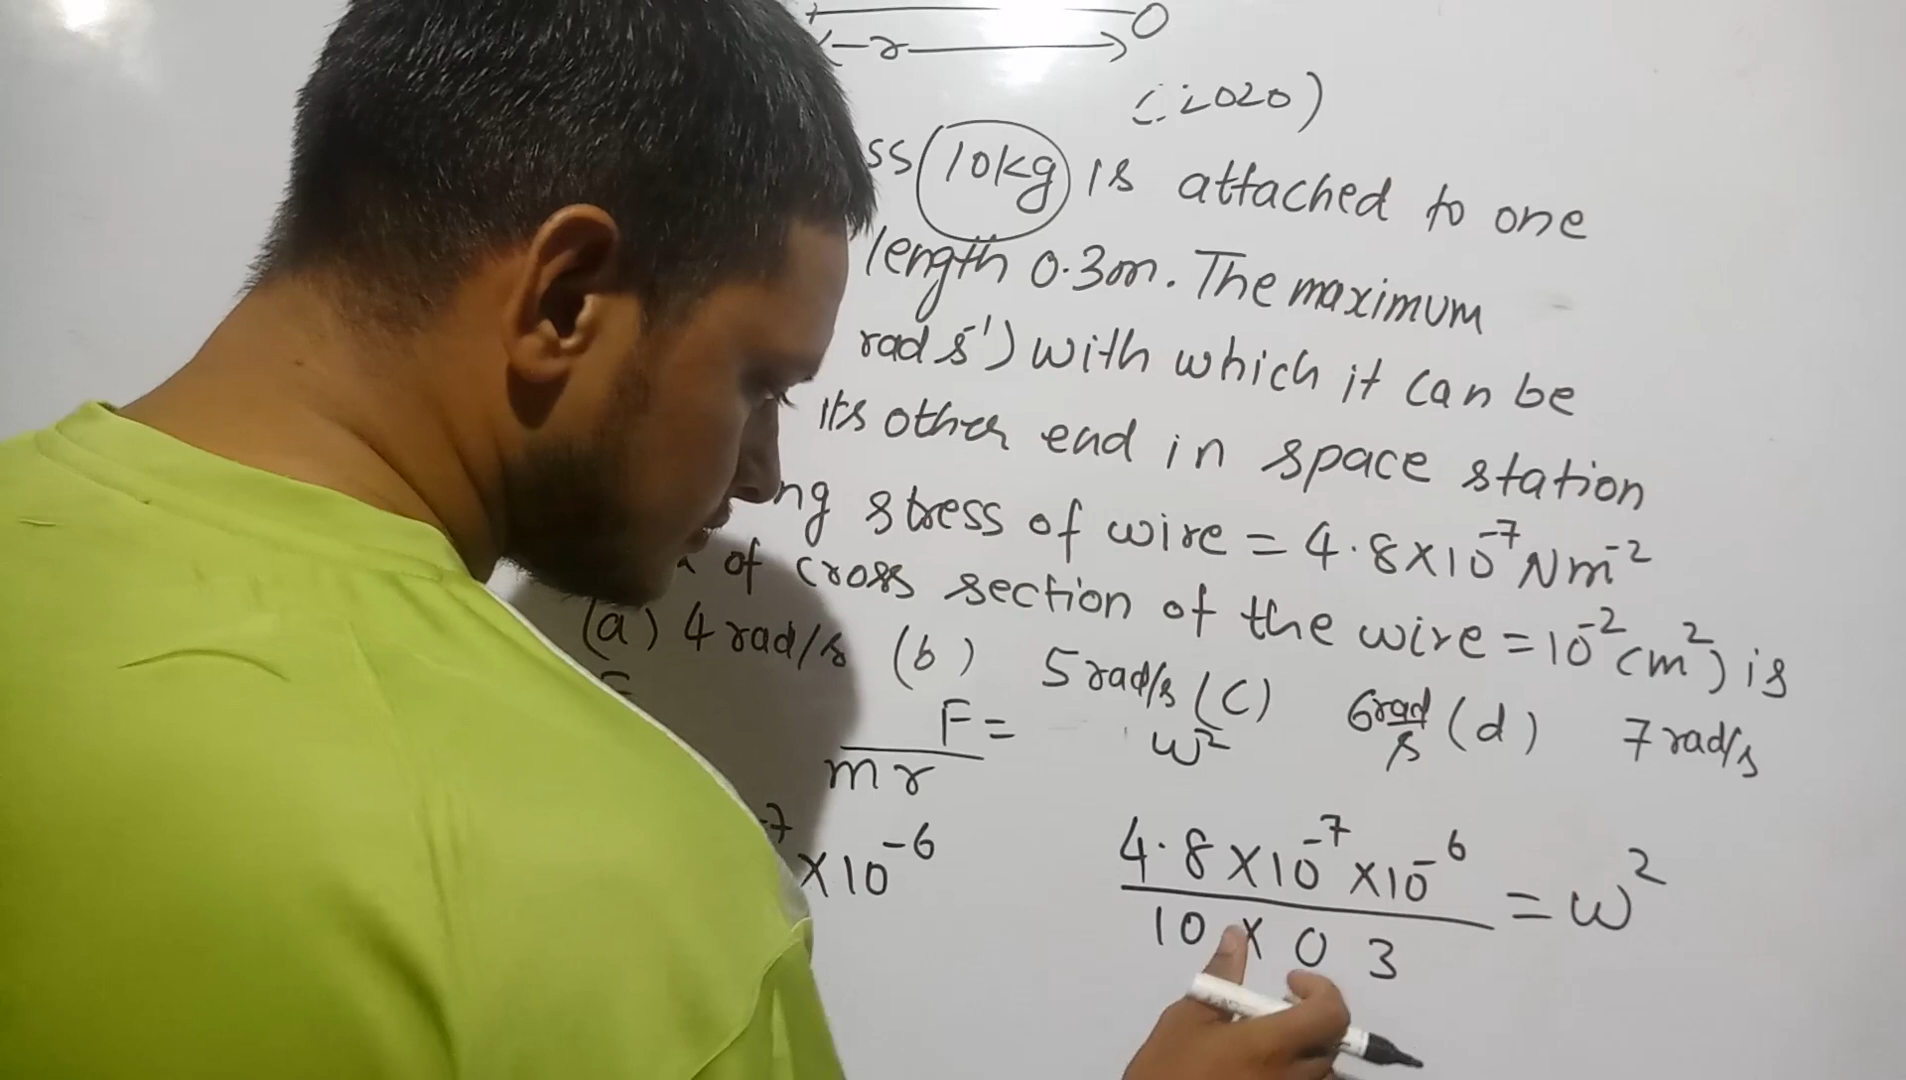 r
(2020)
ss 10kg is attached to one
length 0.3m. The maximum
rad s⁻¹) with which it can be
its other end in space station
ng stress of wire = 4.8×10⁻⁷ Nm⁻²
of cross section of the wire = 10⁻² cm²) is
(a) 4 rad/s (b) 5 rad/s (c) 6 rad/s (d) 7 rad/s
F = ω²
mr
-7 ×10⁻⁶
4.8×10⁻⁷×10⁻⁶ = ω²
10 × 0 3